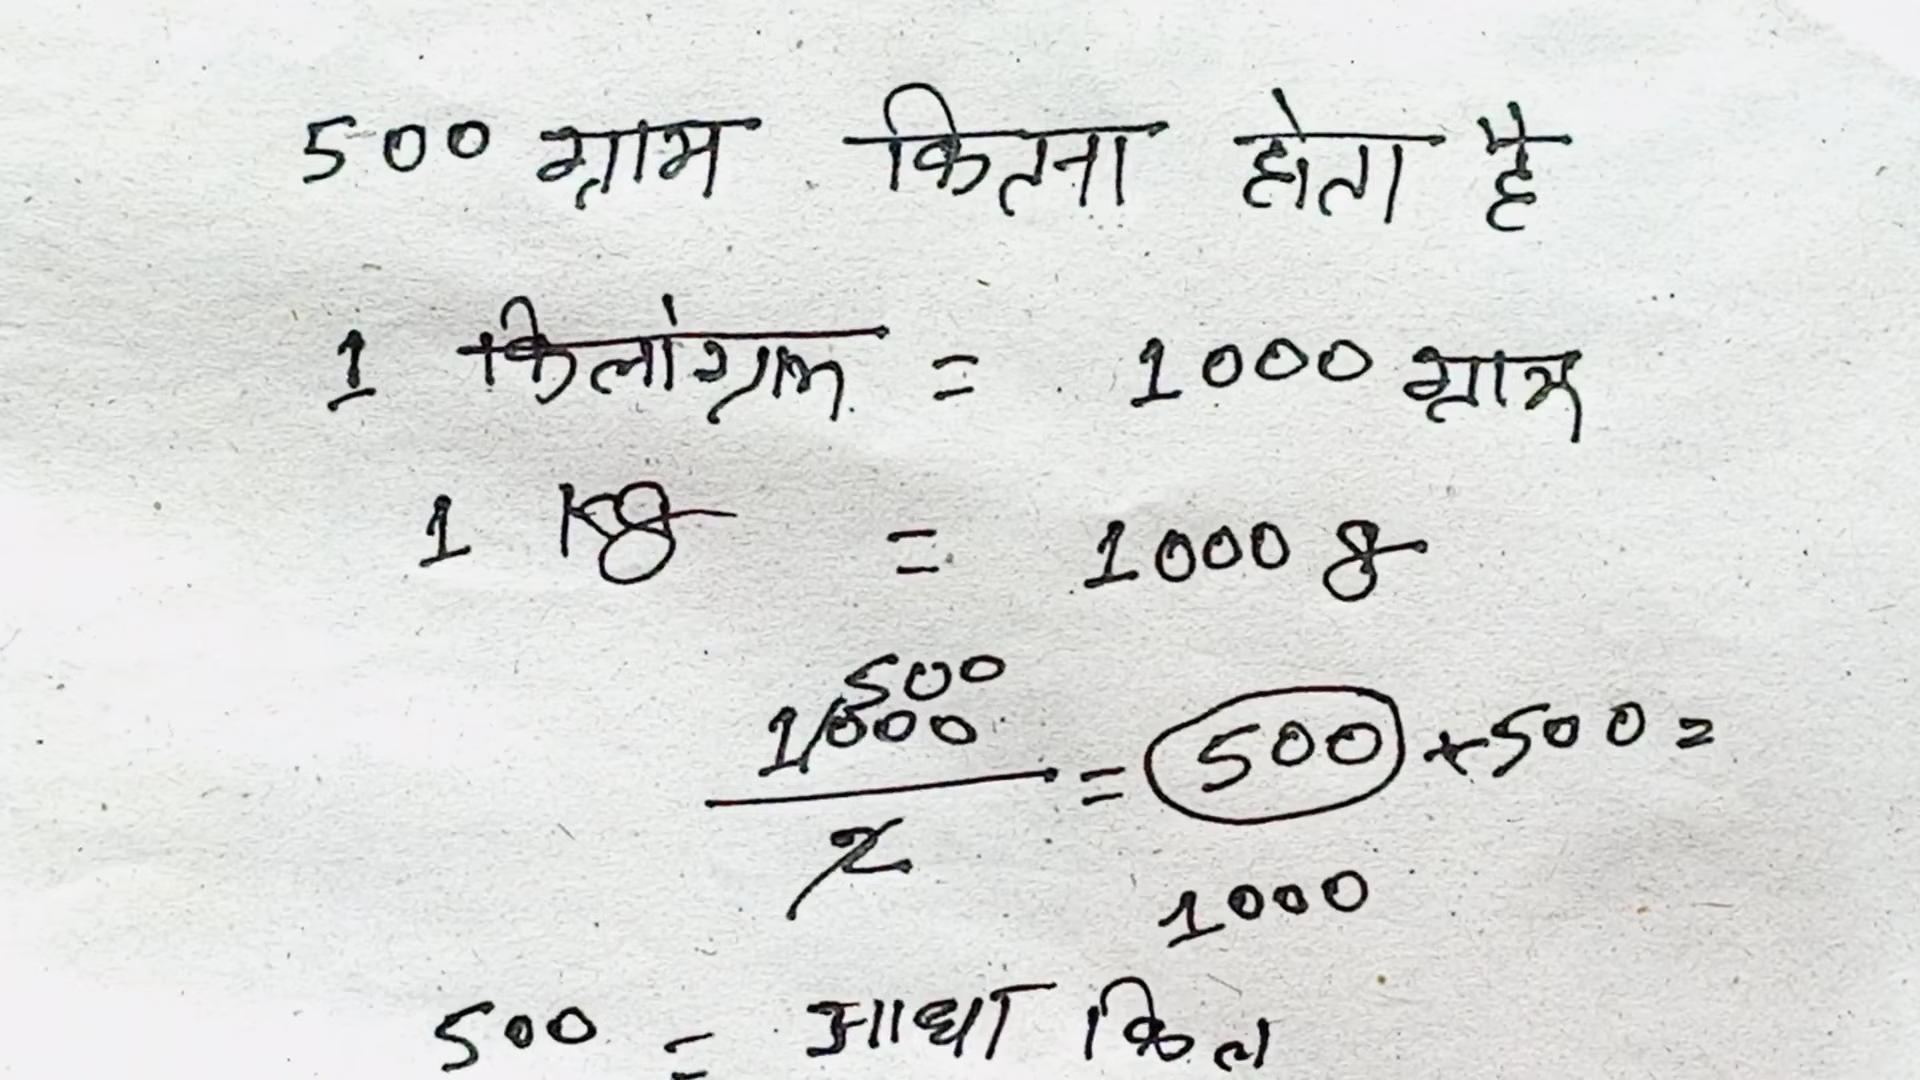 500 ग्राम कितना होता है
1 किलोग्राम = 1000 ग्राम
1 Kg = 1000 g
500
1000
2
= 500 + 500 =
1000
500 = आधा किल